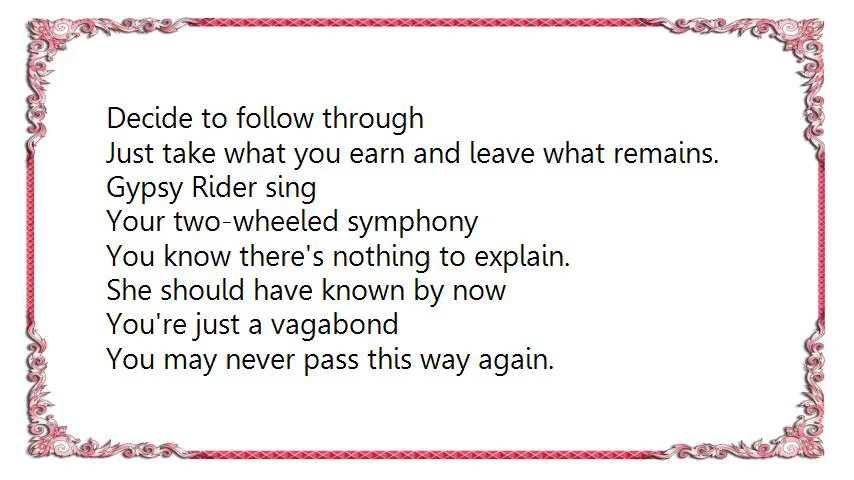 Decide to follow through
Just take what you earn and leave what remains.
Gypsy Rider sing
Your two-wheeled symphony
You know there's nothing to explain.
She should have known by now
You're just a vagabond
You may never pass this way again.